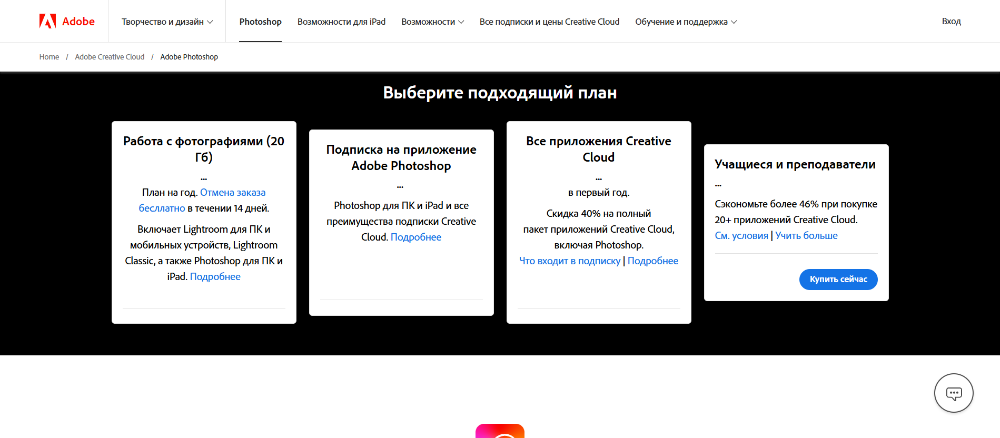 Adobe
Творчество и дизайн
Photoshop
Возможности для iPad
Возможности
Все подписки и цены Creative Cloud
Обучение и поддержка
Вход
Home / Adobe Creative Cloud / Adobe Photoshop
Выберите подходящий план
Работа с фотографиями (20
Гб)
...
План на год. Отмена заказа
бесллатно в течении 14 дней.
Включает Lightroom для ПК и
мобильных устройств, Lightroom
Classic, а также Photoshop для ПК и
iPad. Подробнее
Подписка на приложение
Adobe Photoshop
...
Photoshop для ПК и iPad и все
преимущества подписки Creative
Cloud. Подробнее
Все приложения Creative
Cloud
...
в первый год.
Скидка 40% на полный
пакет приложений Creative Cloud,
включая Photoshop.
Что входит в подписку | Подробнее
Учащиеся и преподаватели
...
Сэкономьте более 46% при покупке
20+ приложений Creative Cloud.
См. условия | Учить больше
Купить сейчас